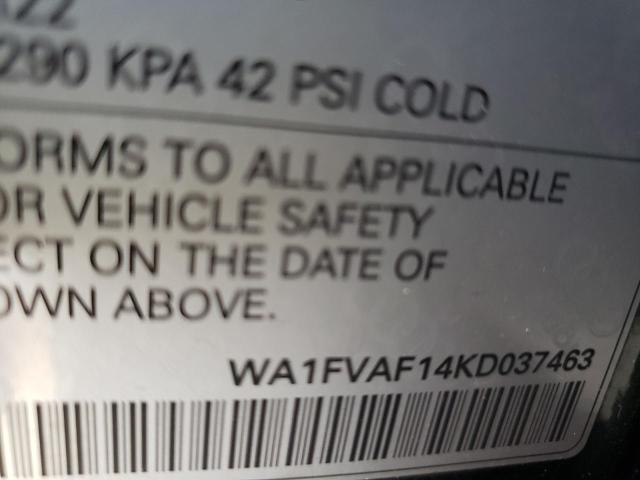 290 KPA 42 PSI COLD
ORMS TO ALL APPLICABLE
OR VEHICLE SAFETY
ECT ON THE DATE OF
OWN ABOVE.
WA1FVAF14KD037463